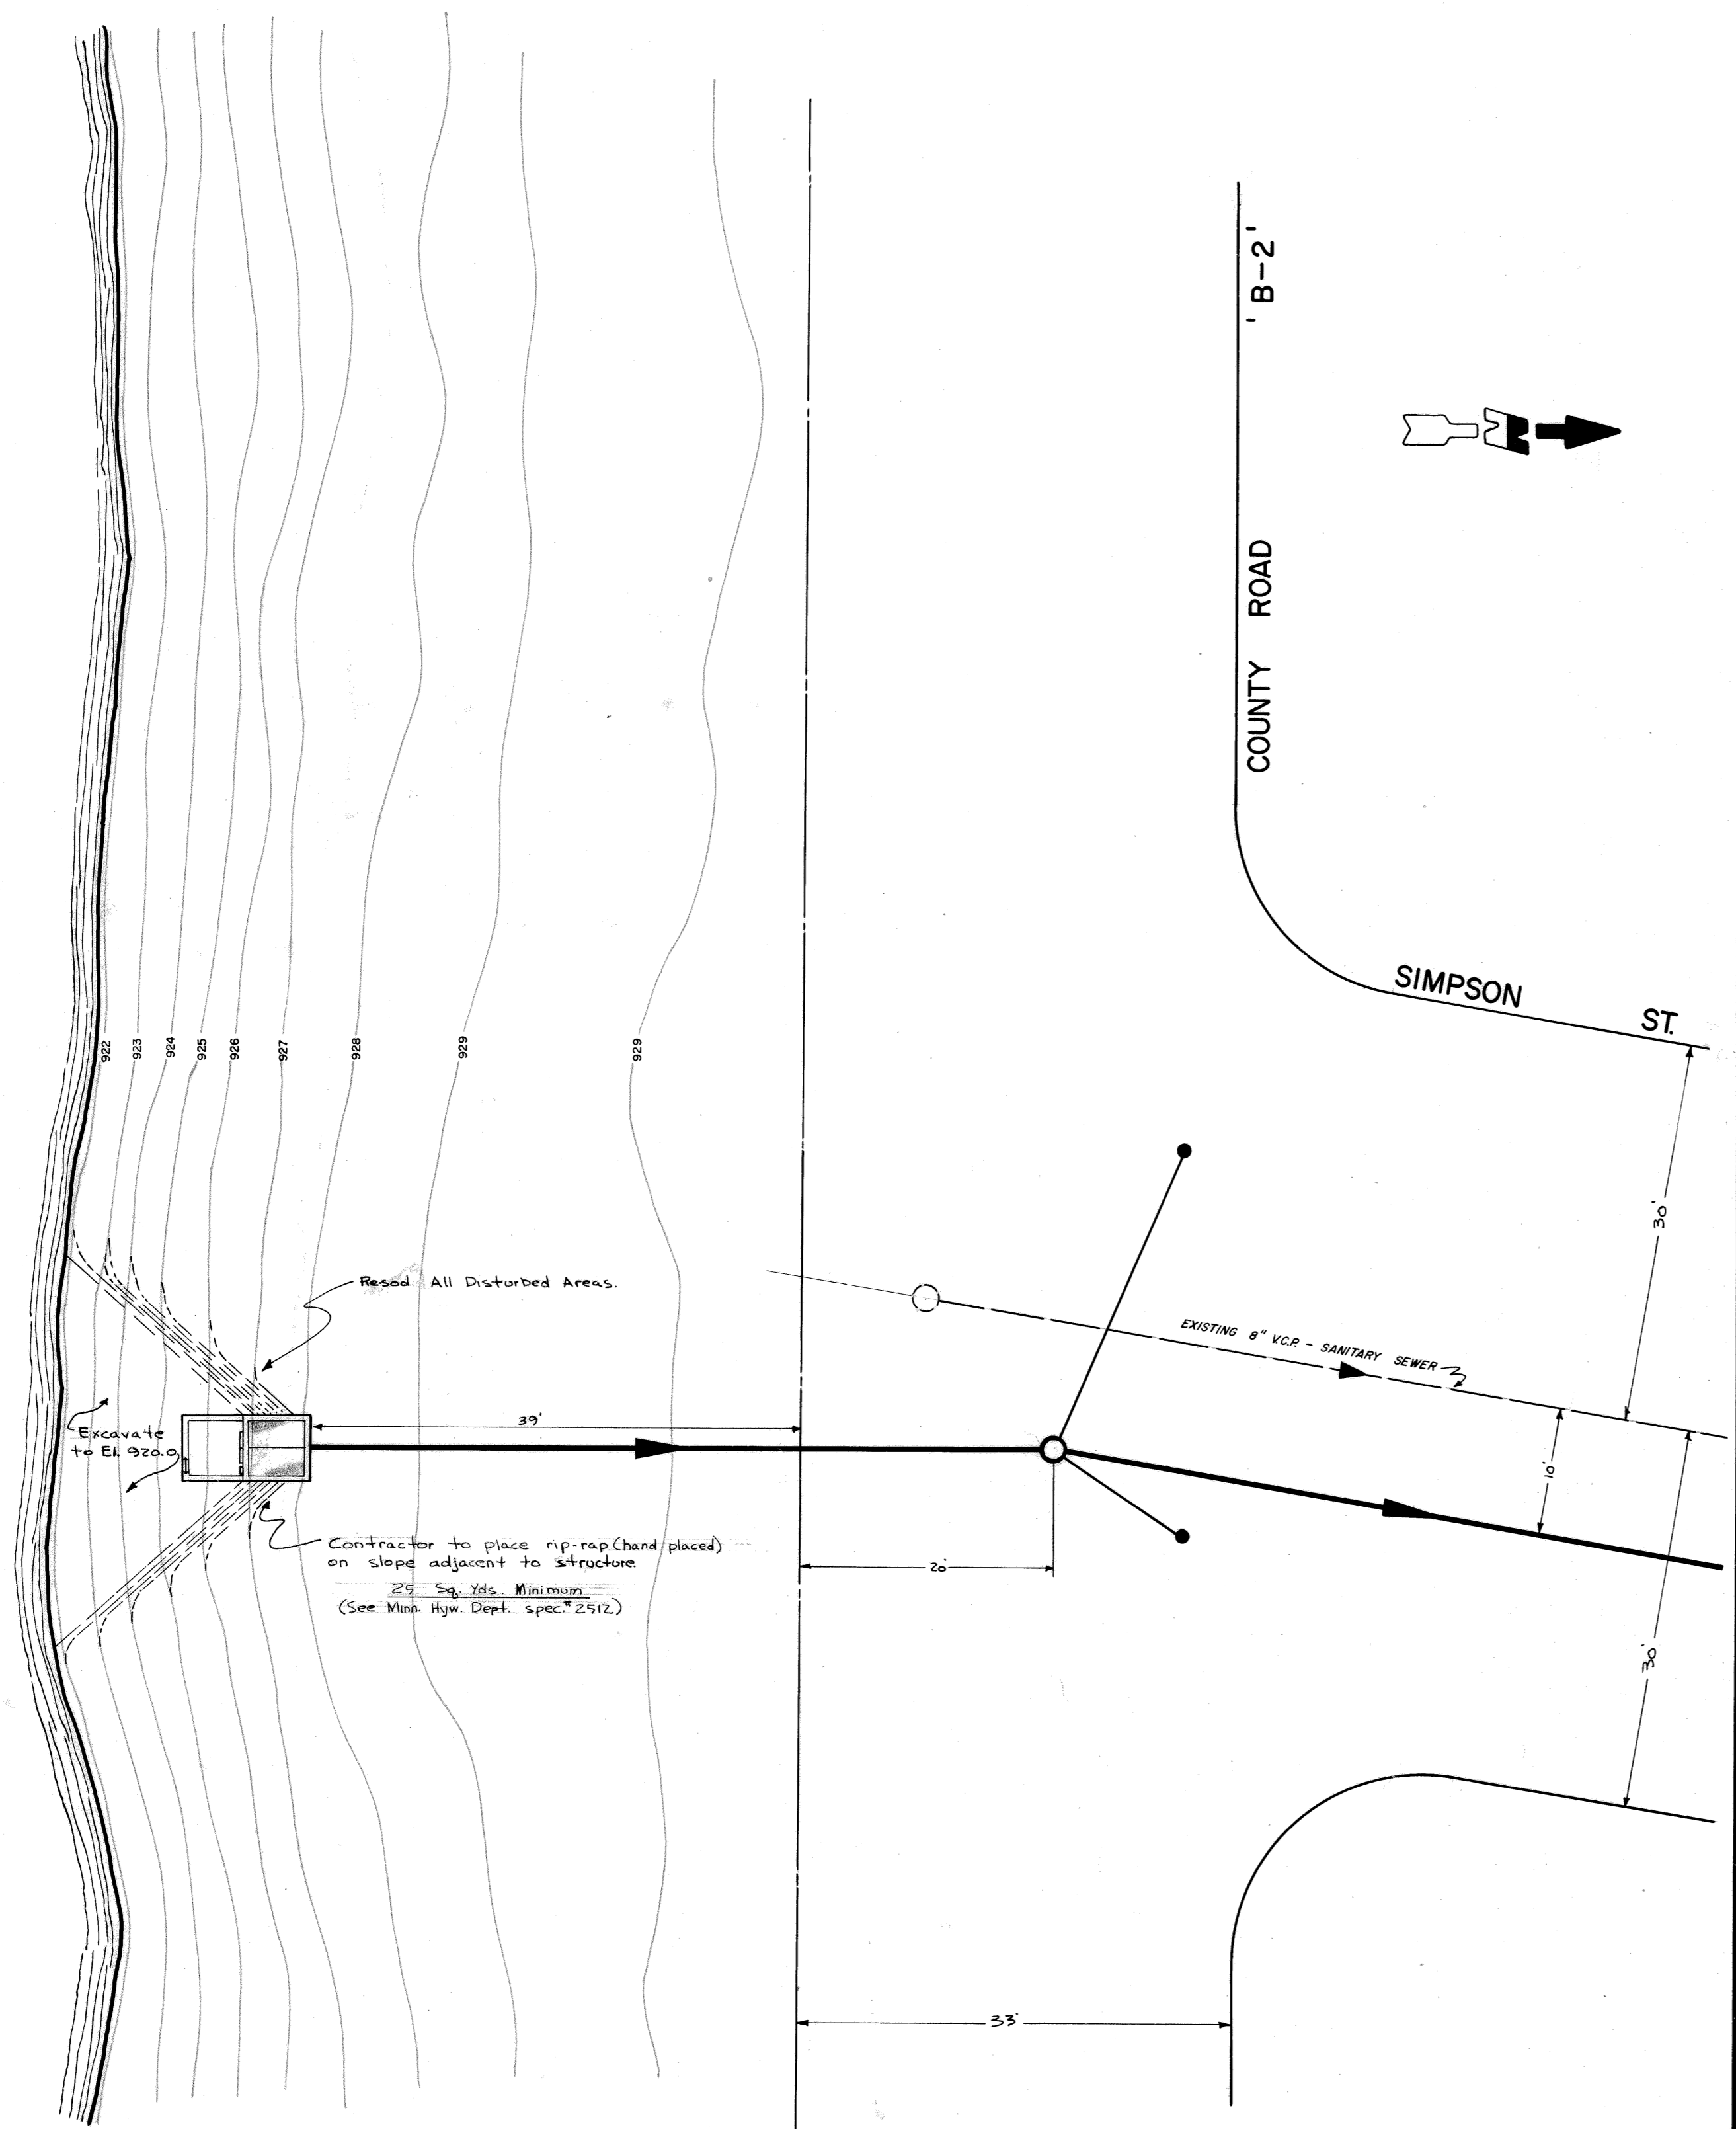 'B-2'
COUNTY ROAD
SIMPSON ST.
922
923
924
925
926
927
928
929
929
30'
Resod All Disturbed Areas.
EXISTING 8" V.C.P. - SANITARY SEWER
39'
Excavate
to El. 920.0
10'
Contractor to place rip-rap (hand placed)
on slope adjacent to structure.
25 Sq. Yds. Minimum
(See Minn. Hyw. Dept. spec.# 2512)
20'
30'
33'